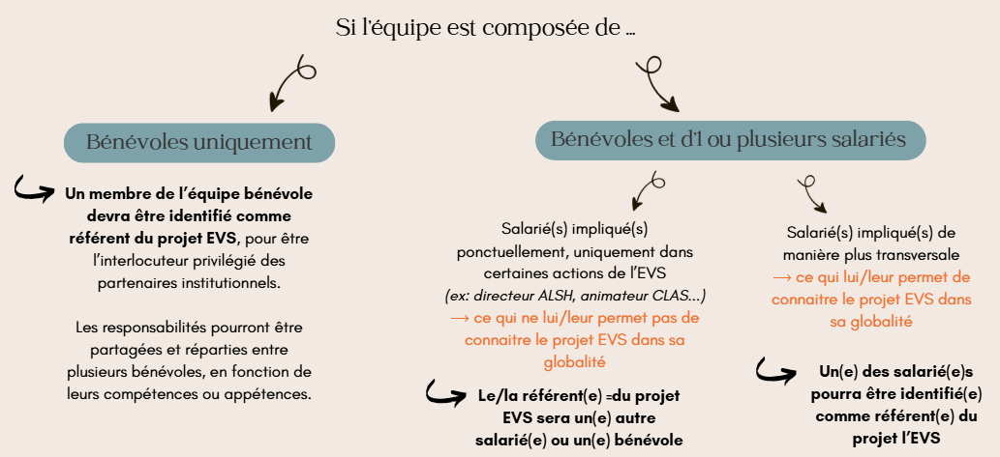 Si l'équipe est composée de ...
Bénévoles uniquement
Un membre de l'équipe bénévole
devra être identifié comme
référent du projet EVS, pour être
l'interlocuteur privilégié des
partenaires institutionnels.
Les responsabilités pourront être
partagées et réparties entre
plusieurs bénévoles, en fonction de
leurs compétences ou appétences.
Bénévoles et d'1 ou plusieurs salariés
Salarié(s) impliqué(s)
ponctuellement, uniquement dans
certaines actions de l'EVS
(ex: directeur ALSH, animateur CLAS...)
→ ce qui ne lui/leur permet pas de
connaitre le projet EVS dans sa
globalité
Le/la référent(e) =du projet
EVS sera un(e) autre
salarié(e) ou un(e) bénévole
Salarié(s) impliqué(s) de
manière plus transversale
→ ce qui lui/leur permet de
connaitre le projet EVS dans
sa globalité
Un(e) des salarié(e)s
pourra être identifié(e)
comme référent(e) du
projet l'EVS